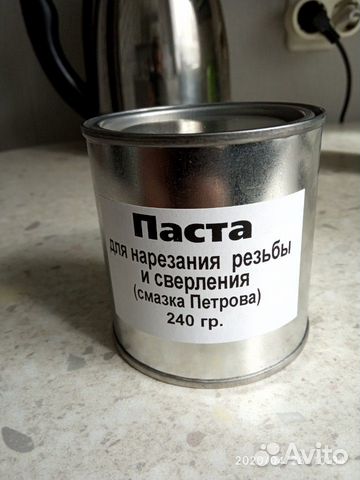 Паста
для нарезания резьбы
и сверления
(смазка Петрова)
240 гр.
Avito